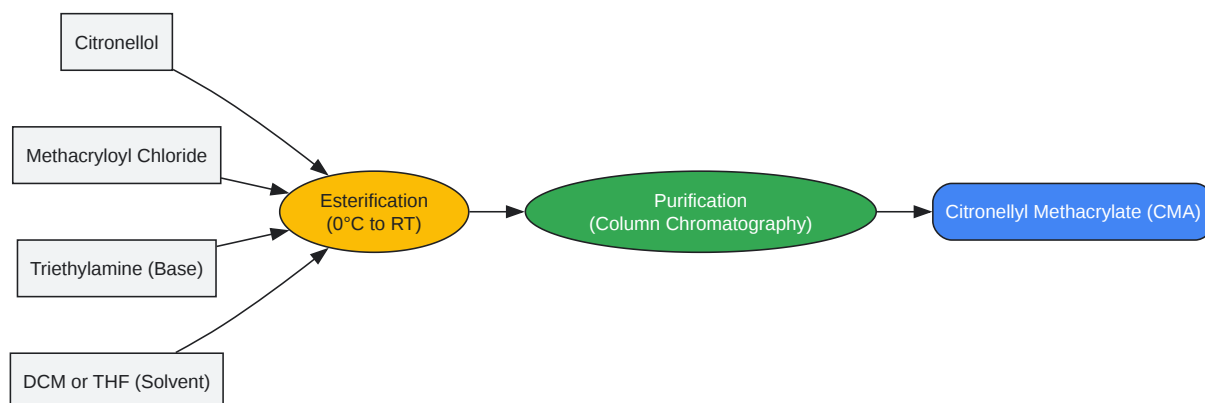 Citronellol
Methacryloyl Chloride
Triethylamine (Base)
DCM or THF (Solvent)
Esterification
(0°C to RT)
Purification
(Column Chromatography)
Citronellyl Methacrylate (CMA)